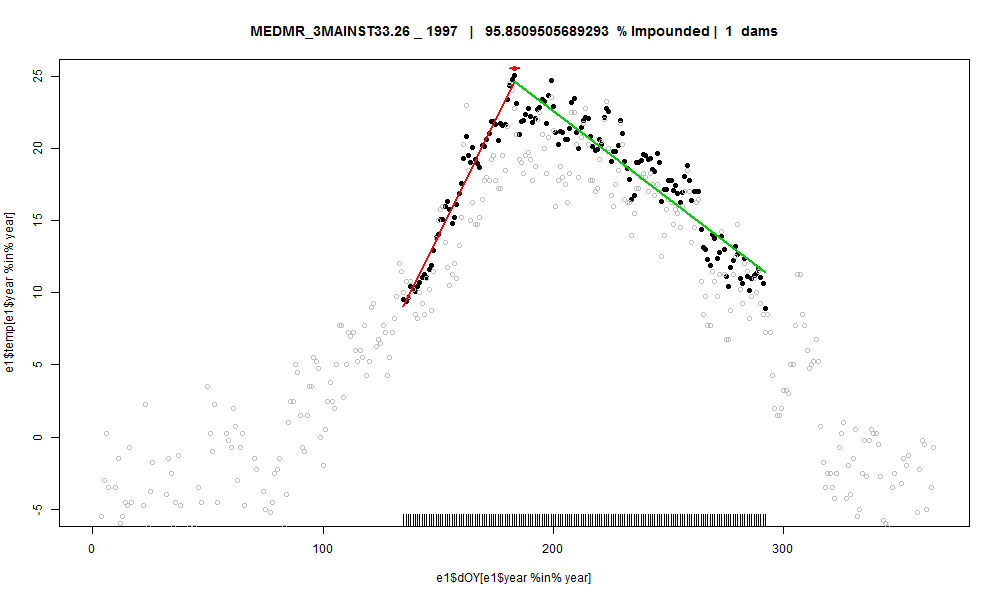 MEDMR_3MAINST33.26 _ 1997 | 95.8509505689293 % Impounded | 1 dams
e1$temp[e1$year %in% year]
25
20
15
10
5
0
-5
0 100 200 300
e1$dOY[e1$year %in% year]